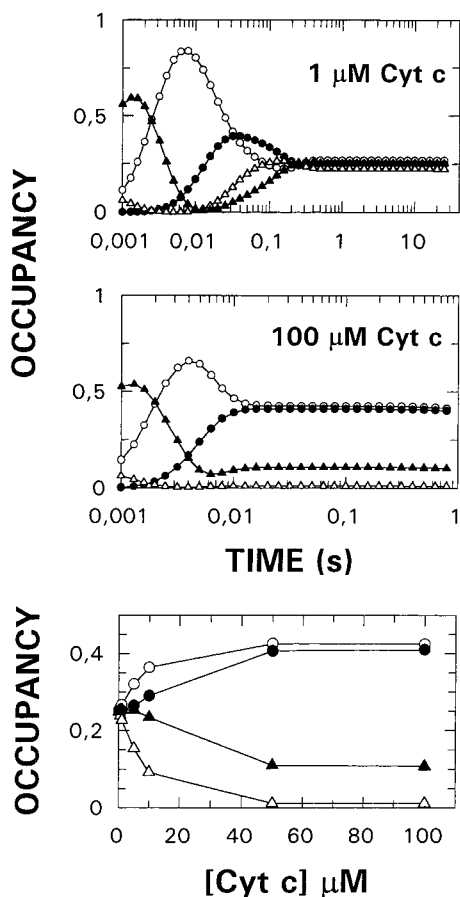 OCCUPANCY
1
0,5
0
1 µM Cyt c
0,001 0,01 0,1 1 10
1
0,5
0
100 µM Cyt c
0,001 0,01 0,1 1
TIME (s)
OCCUPANCY
0,4
0,2
0
0 20 40 60 80 100
[Cyt c] µM